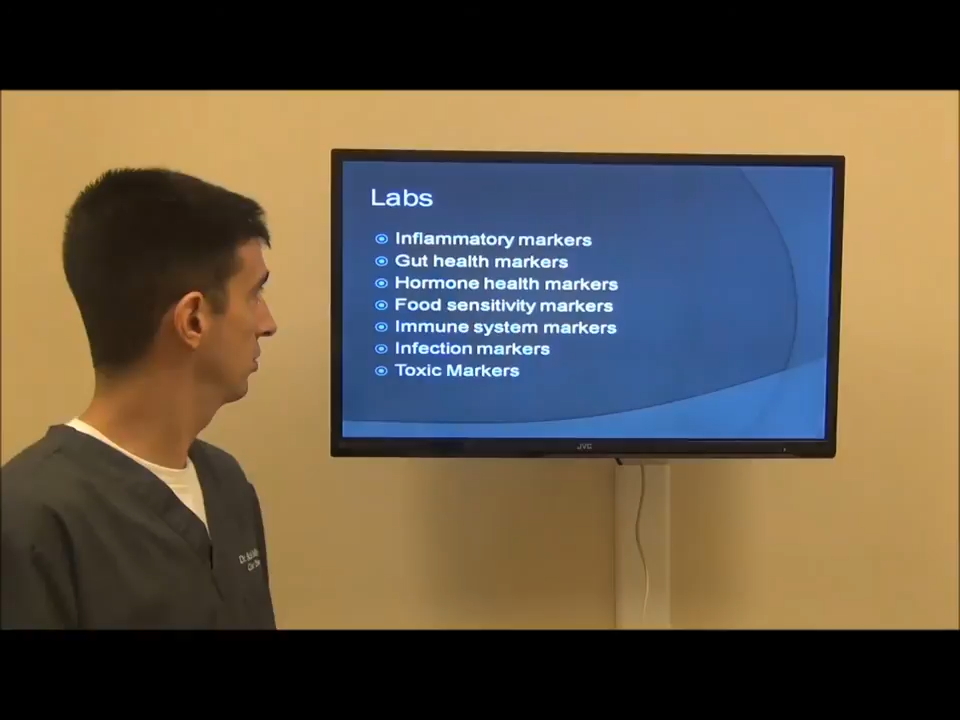 Labs
Inflammatory markers
Gut health markers
Hormone health markers
Food sensitivity markers
Immune system markers
Infection markers
Toxic Markers
JVC
Dr.